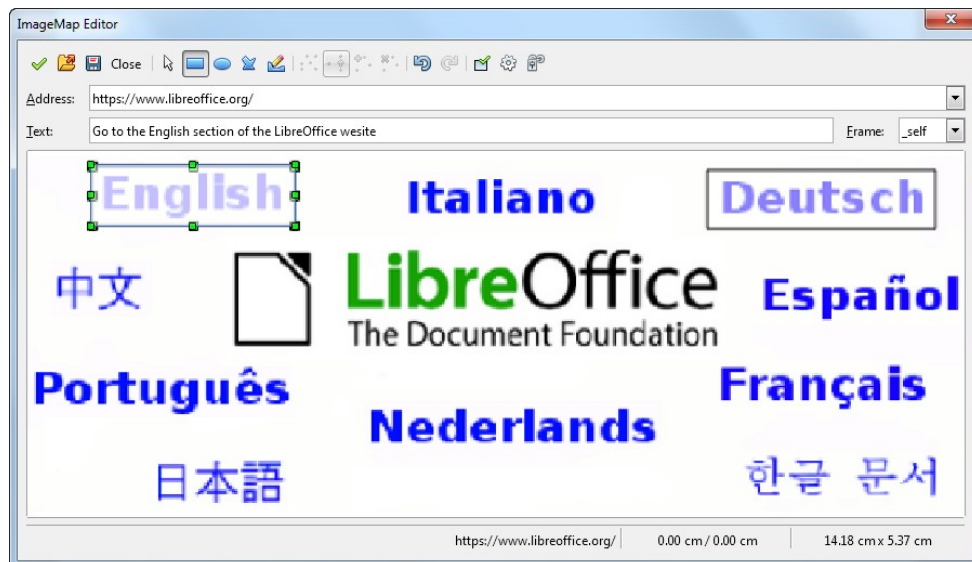 ImageMap Editor
Close
Address: https://www.libreoffice.org/
Text: Go to the English section of the LibreOffice wesite Frame: _self
English Italiano Deutsch
中文 LibreOffice Español
The Document Foundation
Português Français
Nederlands
日本語 한글 문서
https://www.libreoffice.org/ 0.00 cm / 0.00 cm 14.18 cm x 5.37 cm